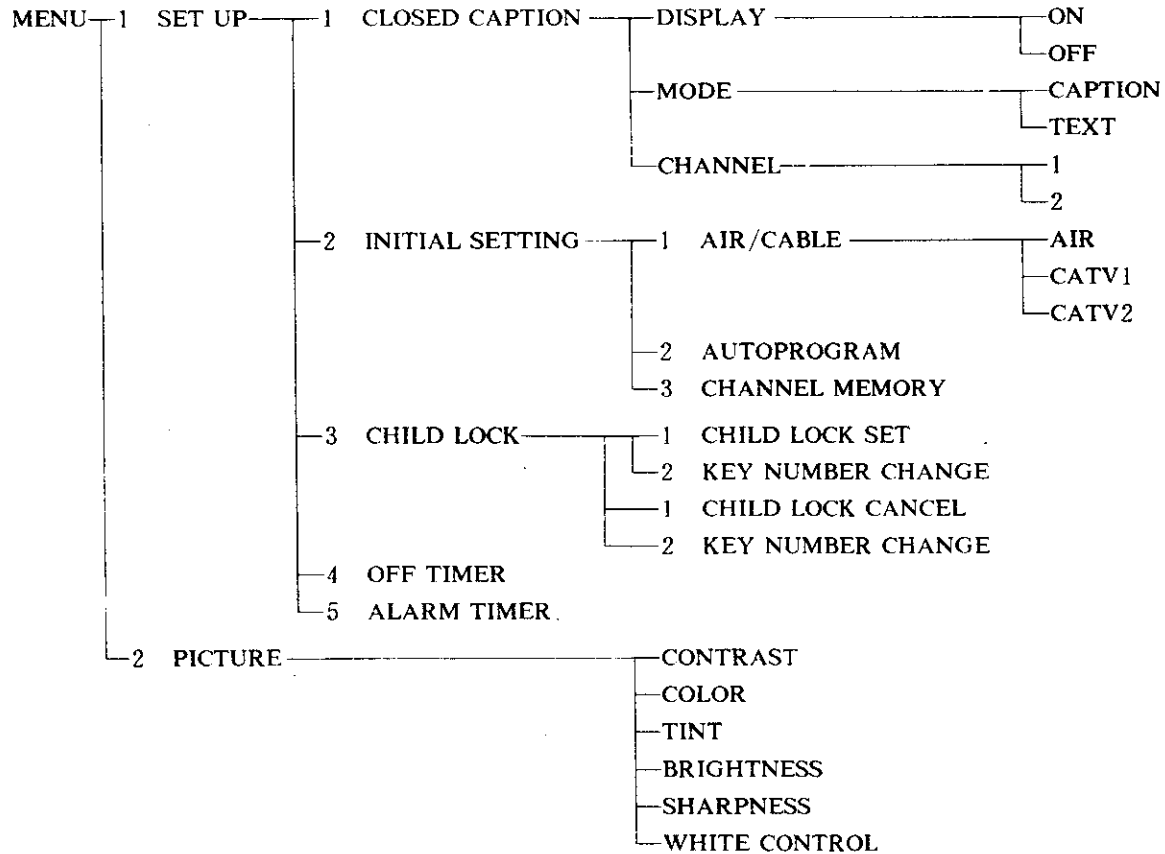 MENU 1 SET UP 1 CLOSED CAPTION DISPLAY ON
OFF
MODE CAPTION
TEXT
CHANNEL 1
2
2 INITIAL SETTING 1 AIR/CABLE AIR
CATV1
CATV2
2 AUTOPROGRAM
3 CHANNEL MEMORY
3 CHILD LOCK 1 CHILD LOCK SET
2 KEY NUMBER CHANGE
1 CHILD LOCK CANCEL
2 KEY NUMBER CHANGE
4 OFF TIMER
5 ALARM TIMER
2 PICTURE CONTRAST
COLOR
TINT
BRIGHTNESS
SHARPNESS
WHITE CONTROL